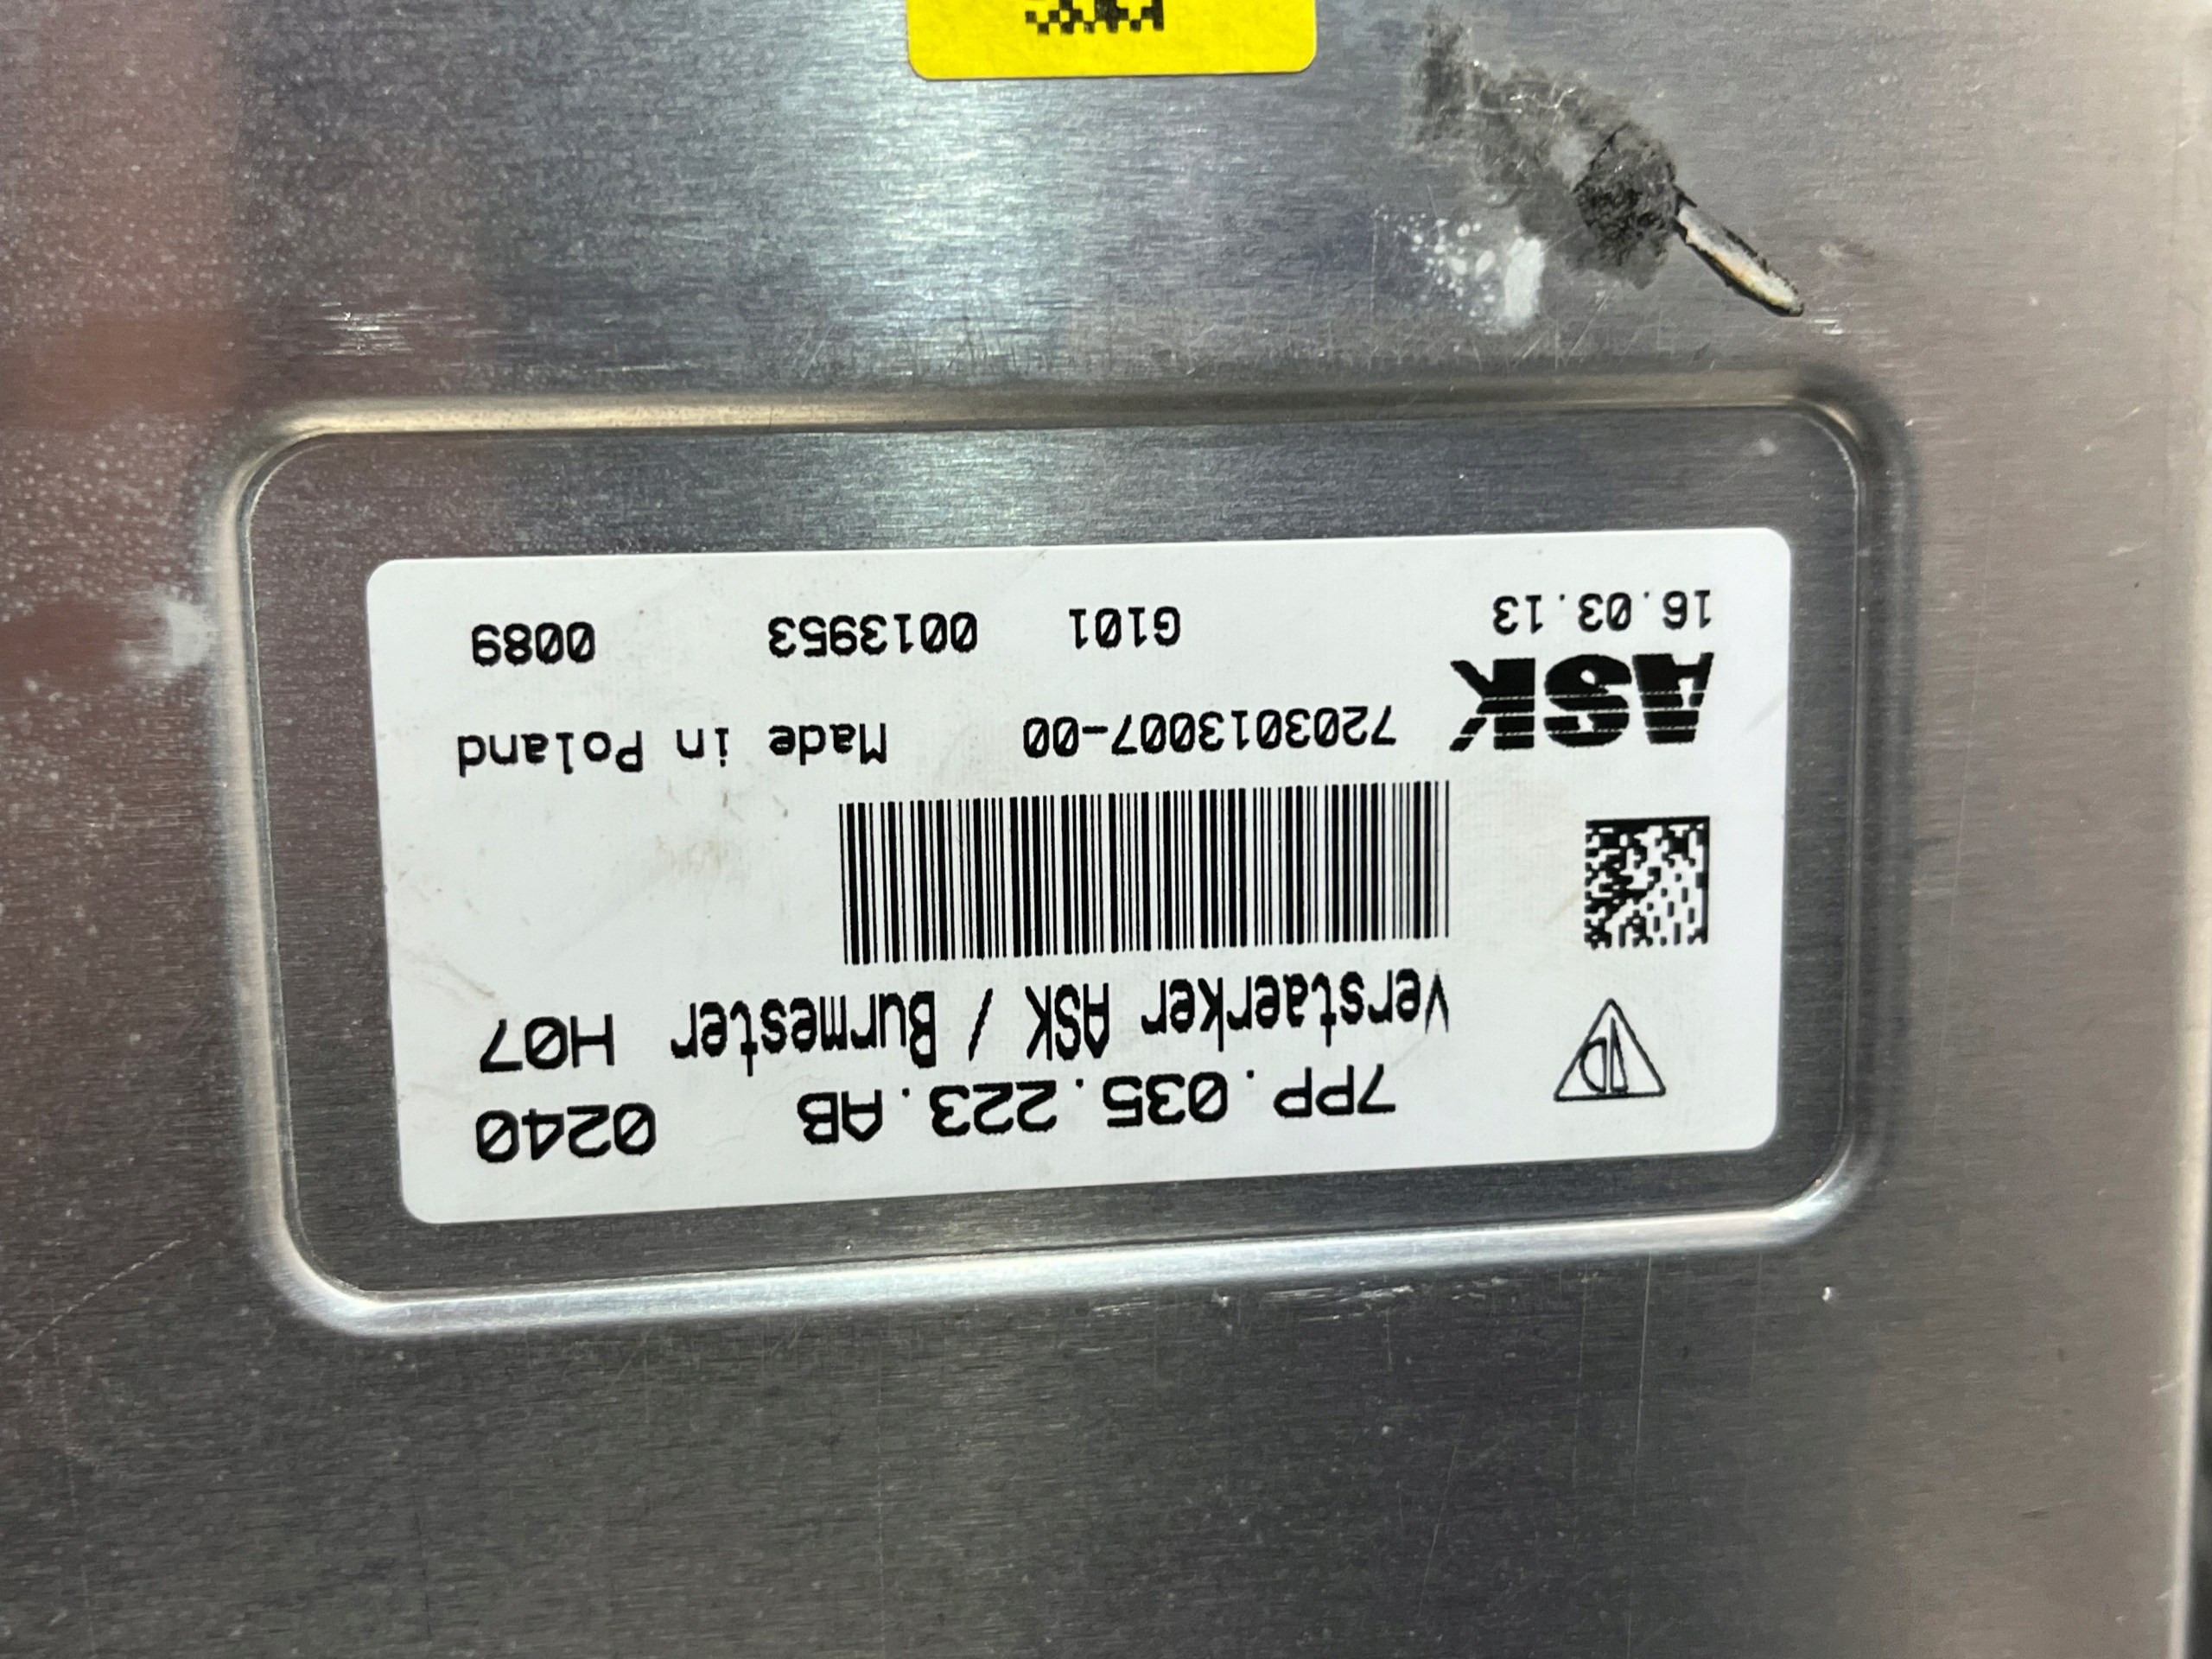 7PP.035.223.AB 0240
Verstaerker ASK / Burmester H07
7203013007-00 Made in Poland
ASK
16.03.13 G101 0013953 0089